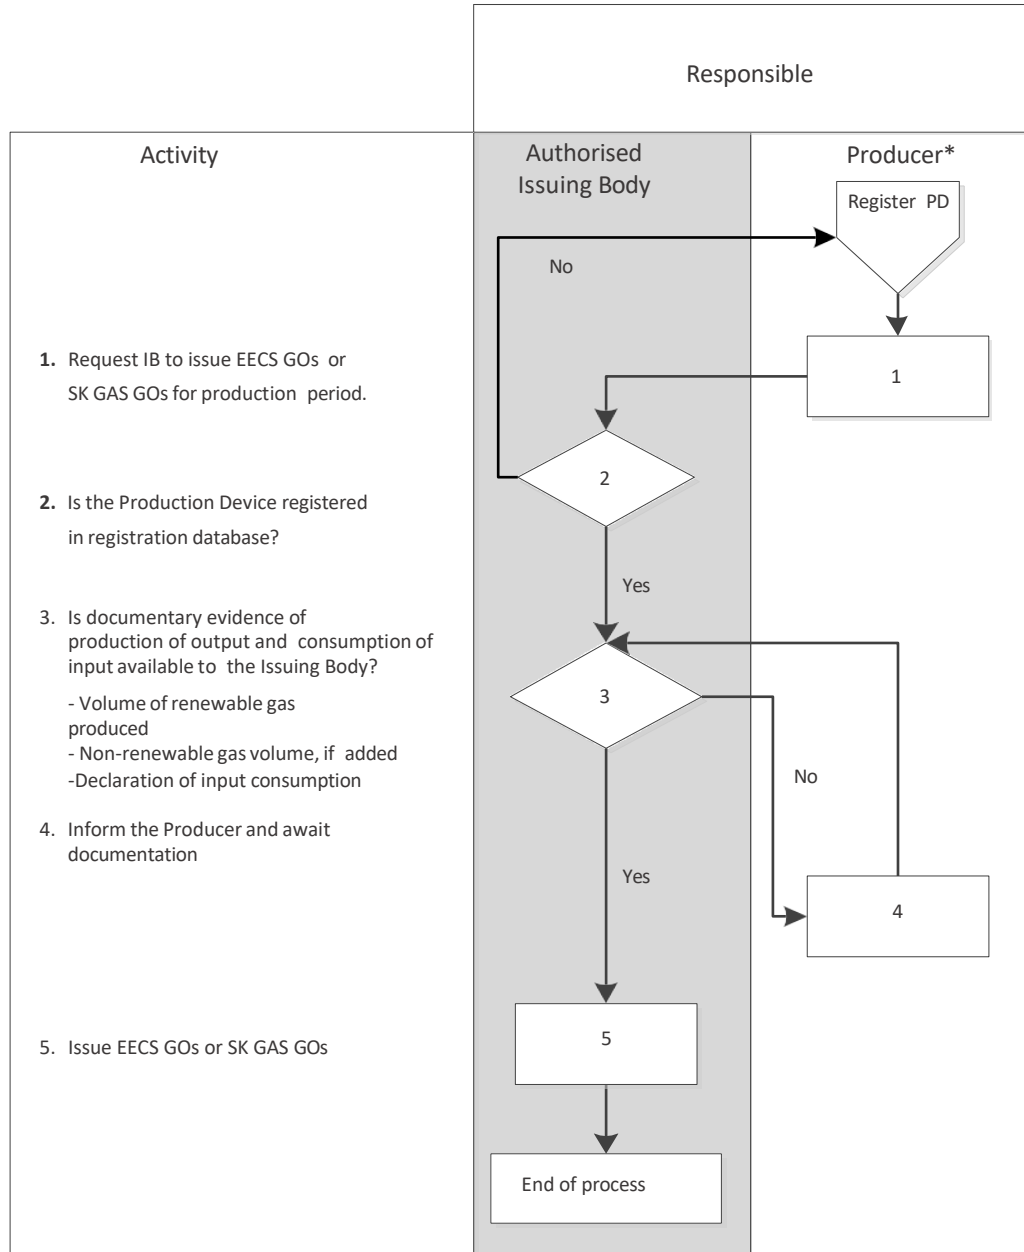 Responsible
Activity
Authorised
Issuing Body
Producer*
Register PD
No
1. Request IB to issue EECS GOs or
SK GAS GOs for production period.
1
2. Is the Production Device registered
in registration database?
2
Yes
3. Is documentary evidence of
production of output and consumption of
input available to the Issuing Body?
- Volume of renewable gas
produced
- Non-renewable gas volume, if added
-Declaration of input consumption
3
No
4. Inform the Producer and await
documentation
Yes
4
5. Issue EECS GOs or SK GAS GOs
5
End of process